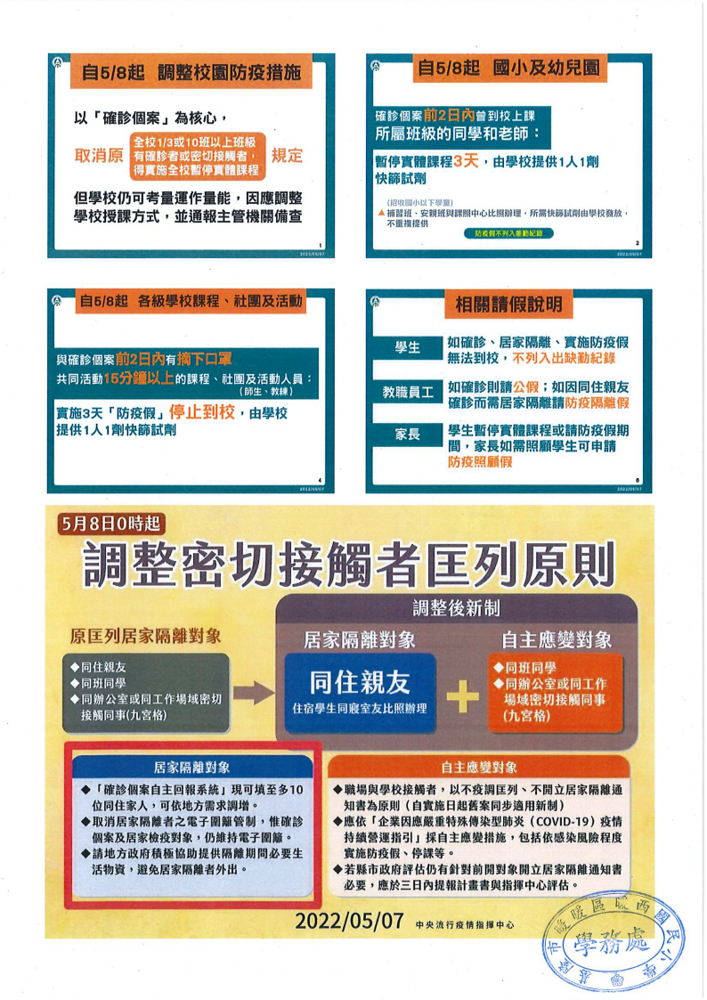 自5/8起 調整校園防疫措施
以「確診個案」為核心，
取消原
全校1/3或10班以上班級
有確診者或密切接觸者，
得實施全校暫停實體課程
規定
但學校仍可考量運作量能，因應調整
學校授課方式，並通報主管機關備查
1
2022/05/07
自5/8起 國小及幼兒園
確診個案前2日內曾到校上課
所屬班級的同學和老師：
暫停實體課程3天，由學校提供1人1劑
快篩試劑
(招收國小以下學童)
▲補習班、安親班與課照中心比照辦理，所需快篩試劑由學校發放，
不重複提供
防疫假不列入差勤紀錄
2
2022/05/07
自5/8起 各級學校課程、社團及活動
與確診個案前2日內有摘下口罩
共同活動15分鐘以上的課程、社團及活動人員：
（師生、教練）
實施3天「防疫假」停止到校，由學校
提供1人1劑快篩試劑
4
2022/05/07
相關請假說明
學生
如確診、居家隔離、實施防疫假
無法到校，不列入出缺勤紀錄
教職員工
如確診則請公假；如因同住親友
確診而需居家隔離請防疫隔離假
家長
學生暫停實體課程或請防疫假期
間，家長如需照顧學生可申請
防疫照顧假
6
2022/05/07
5月8日0時起
調整密切接觸者匡列原則
調整後新制
原匡列居家隔離對象
◆同住親友
◆同班同學
◆同辦公室或同工作場域密切
接觸同事(九宮格)
居家隔離對象
同住親友
住宿學生同寢室友比照辦理
自主應變對象
◆同班同學
◆同辦公室或同工作
場域密切接觸同事
(九宮格)
居家隔離對象
◆「確診個案自主回報系統」現可填至多10
位同住家人，可依地方需求調增。
◆取消居家隔離者之電子圍籬管制，惟確診
個案及居家檢疫對象，仍維持電子圍籬。
◆請地方政府積極協助提供隔離期間必要生
活物資，避免居家隔離者外出。
自主應變對象
◆職場與學校接觸者，以不疫調匡列、不開立居家隔離通
知書為原則（自實施日起舊案同步適用新制）
◆應依「企業因應嚴重特殊傳染型肺炎（COVID-19）疫情
持續營運指引」採自主應變措施，包括依感染風險程度
實施防疫假、停課等。
◆若縣市政府評估仍有針對前開對象開立居家隔離通知書
必要，應於三日內提報計畫書與指揮中心評估。
2022/05/07 中央流行疫情指揮中心
基隆市暖暖區暖西國民小學
學務處